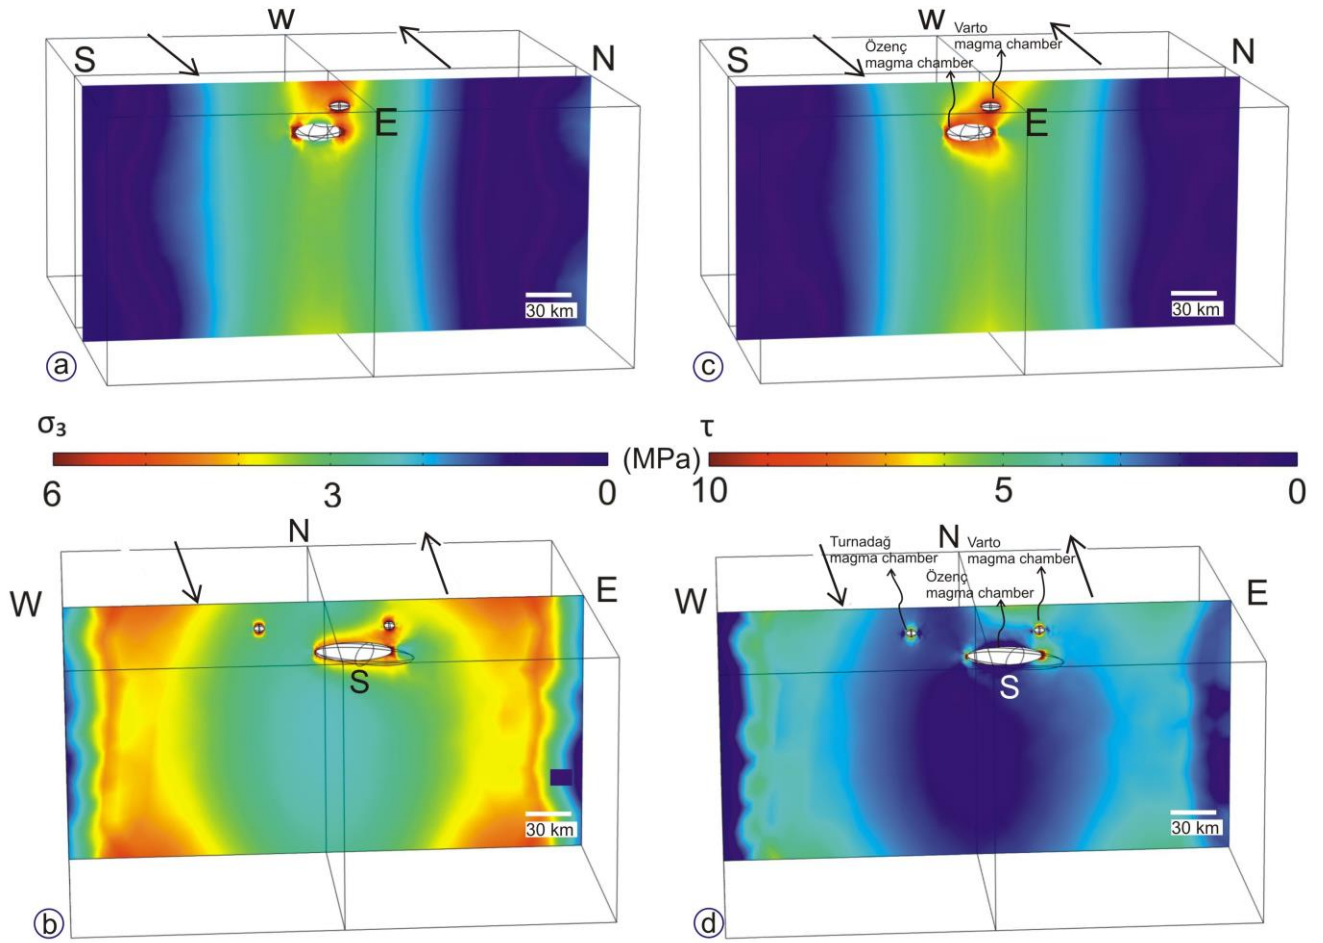 W
S
N
E
30 km
a
W
Varto
magma chamber
Özenç
magma chamber
S
N
E
30 km
c
σ₃
6
3
0
(MPa)
τ
10
5
0
N
W
E
S
30 km
b
Turnadağ
magma chamber
N
Varto
magma chamber
Özenç
magma chamber
W
E
S
30 km
d